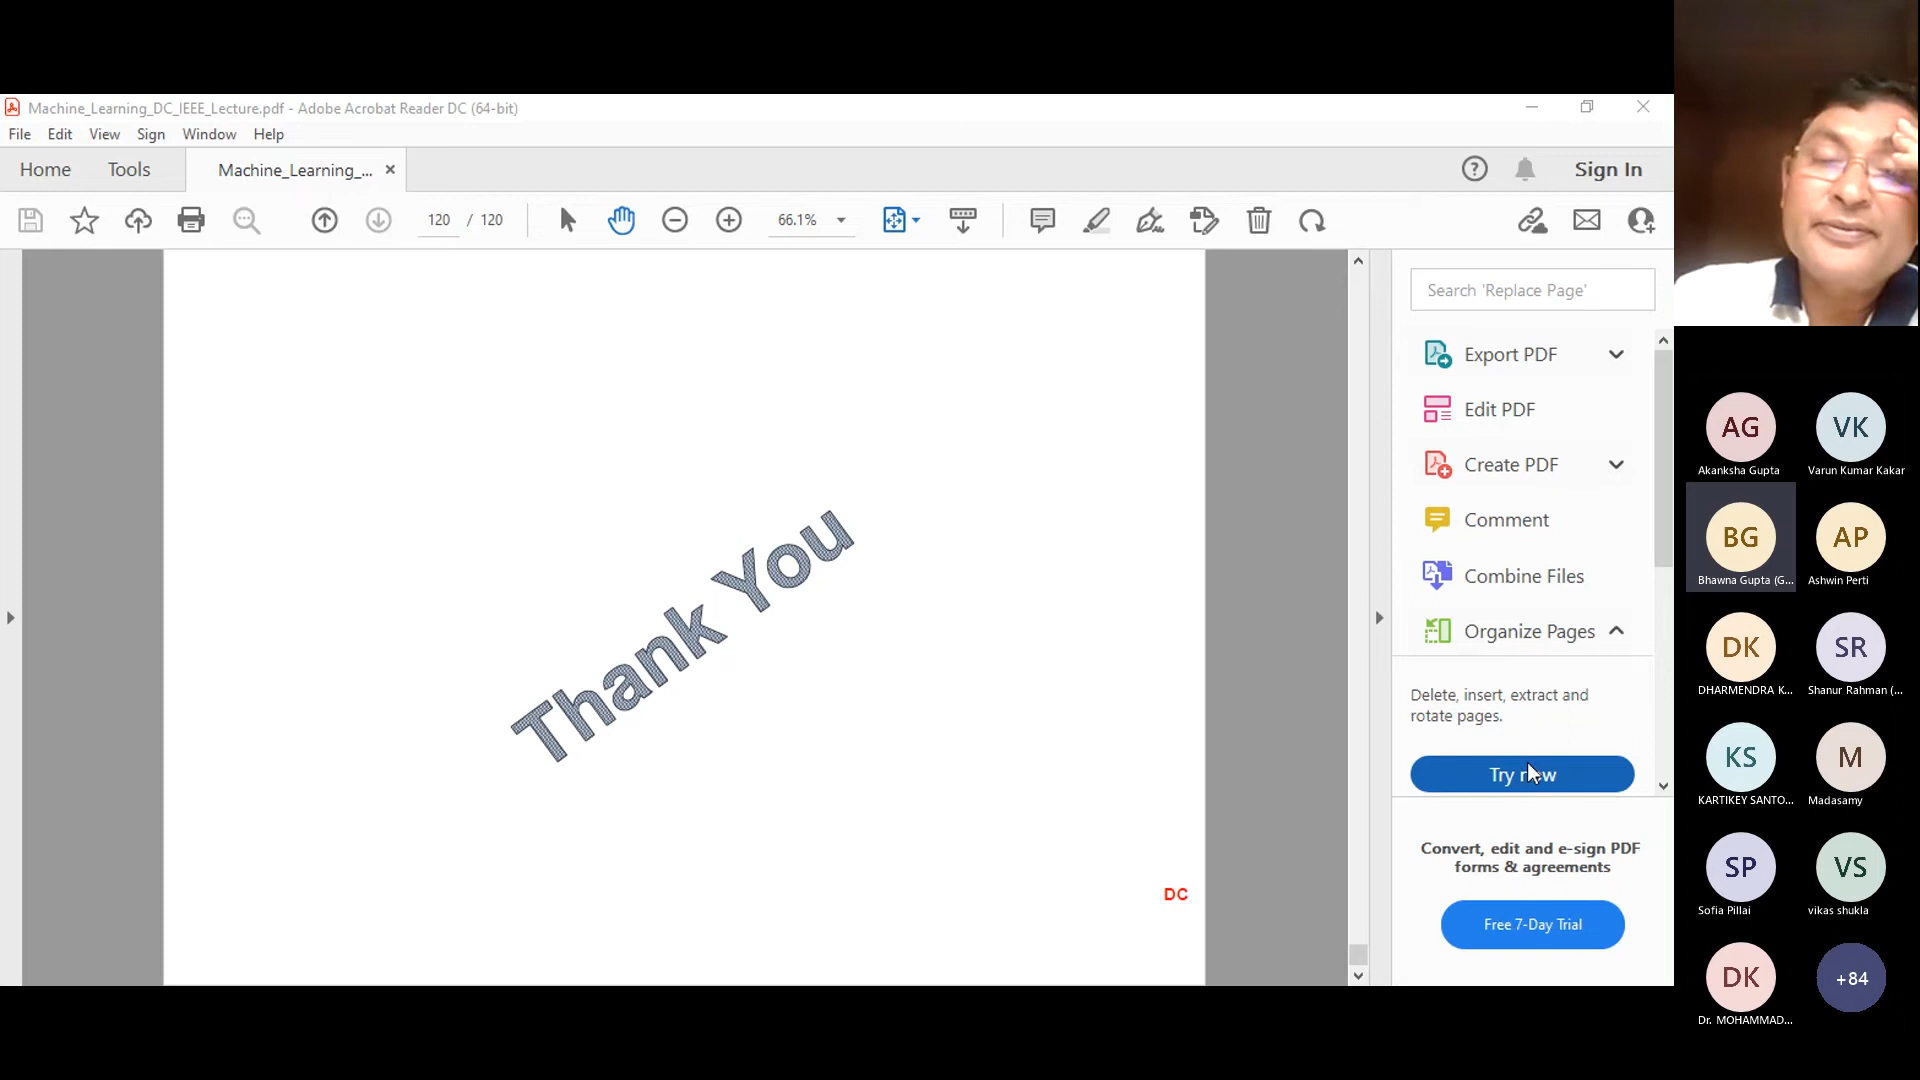 Machine_Learning_DC_IEEE_Lecture.pdf - Adobe Acrobat Reader DC (64-bit)
File Edit View Sign Window Help
Home Tools Machine_Learning_... Sign In
120 / 120 66.1%
Search 'Replace Page'
Export PDF
Edit PDF
Create PDF
Comment
Combine Files
Organize Pages
Delete, insert, extract and
rotate pages.
Try now
Convert, edit and e-sign PDF
forms & agreements
Free 7-Day Trial
Thank You
DC
AG VK
Akanksha Gupta Varun Kumar Kakar
BG AP
Bhawna Gupta (G... Ashwin Perti
DK SR
DHARMENDRA K... Shanur Rahman (...
KS M
KARTIKEY SANTO... Madasamy
SP VS
Sofia Pillai vikas shukla
DK +84
Dr. MOHAMMAD...